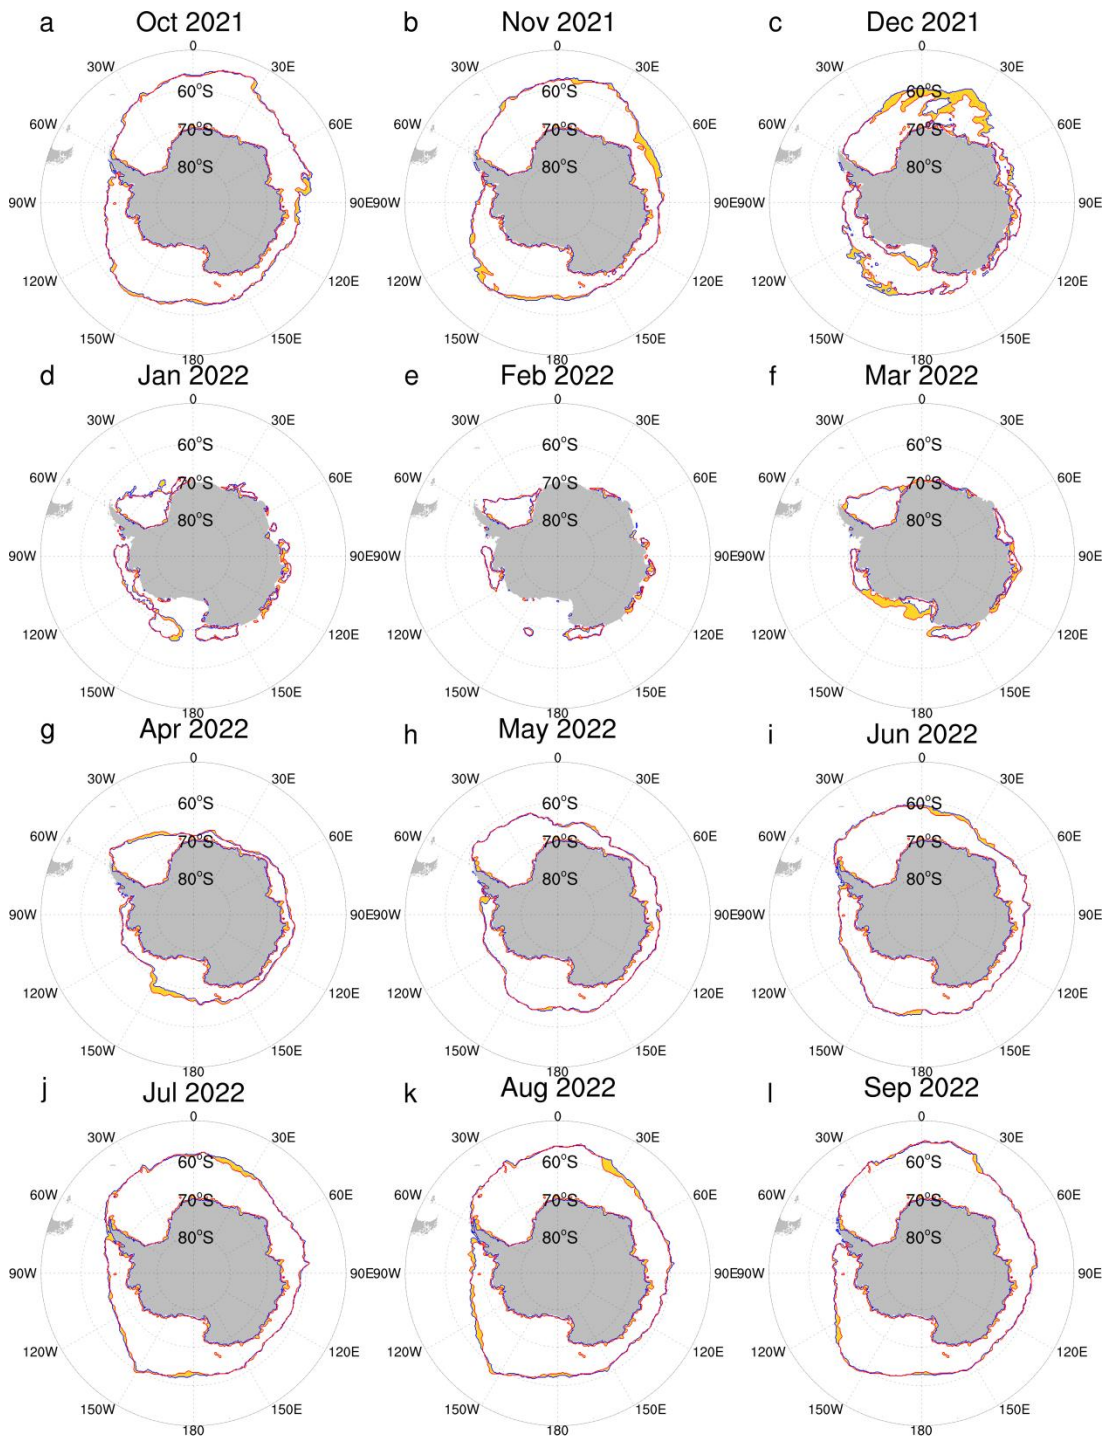 a Oct 2021 b Nov 2021 c Dec 2021
0 0 0
30W 30E 30W 30E 30W 30E
60°S 60°S 60°S
60W 60E 60W 60E 60W 60E
70°S 70°S 70°S
80°S 80°S 80°S
90W 90E 90W 90E 90W 90E
120W 120E 120W 120E 120W 120E
150W 150E 150W 150E 150W 150E
180 180 180
d Jan 2022 e Feb 2022 f Mar 2022
0 0 0
30W 30E 30W 30E 30W 30E
60°S 60°S 60°S
60W 60E 60W 60E 60W 60E
70°S 70°S 70°S
80°S 80°S 80°S
90W 90E 90W 90E 90W 90E
120W 120E 120W 120E 120W 120E
150W 150E 150W 150E 150W 150E
180 180 180
g Apr 2022 h May 2022 i Jun 2022
0 0 0
30W 30E 30W 30E 30W 30E
60°S 60°S 60°S
60W 60E 60W 60E 60W 60E
70°S 70°S 70°S
80°S 80°S 80°S
90W 90E 90W 90E 90W 90E
120W 120E 120W 120E 120W 120E
150W 150E 150W 150E 150W 150E
180 180 180
j Jul 2022 k Aug 2022 l Sep 2022
0 0 0
30W 30E 30W 30E 30W 30E
60°S 60°S 60°S
60W 60E 60W 60E 60W 60E
70°S 70°S 70°S
80°S 80°S 80°S
90W 90E 90W 90E 90W 90E
120W 120E 120W 120E 120W 120E
150W 150E 150W 150E 150W 150E
180 180 180